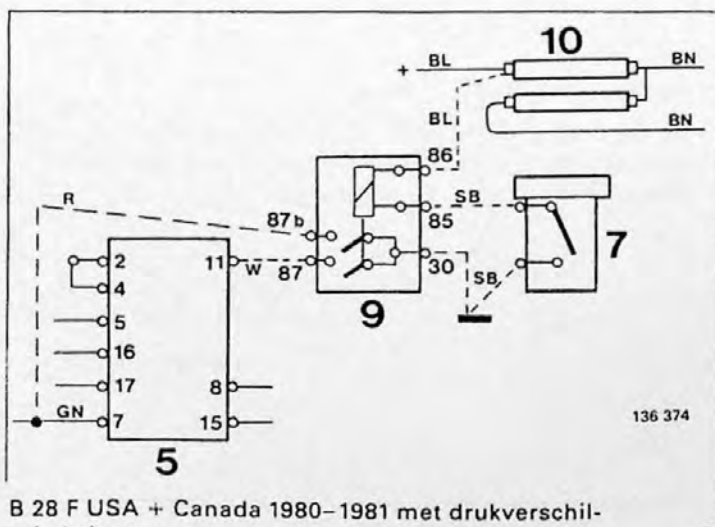 10
+ BL BN
BL
BN
86
SB
R
87b
85
7
2 11 W 87
30
4
SB
5
9
16
17 8
GN 7 15
136 374
5
B 28 F USA + Canada 1980–1981 met drukverschil-